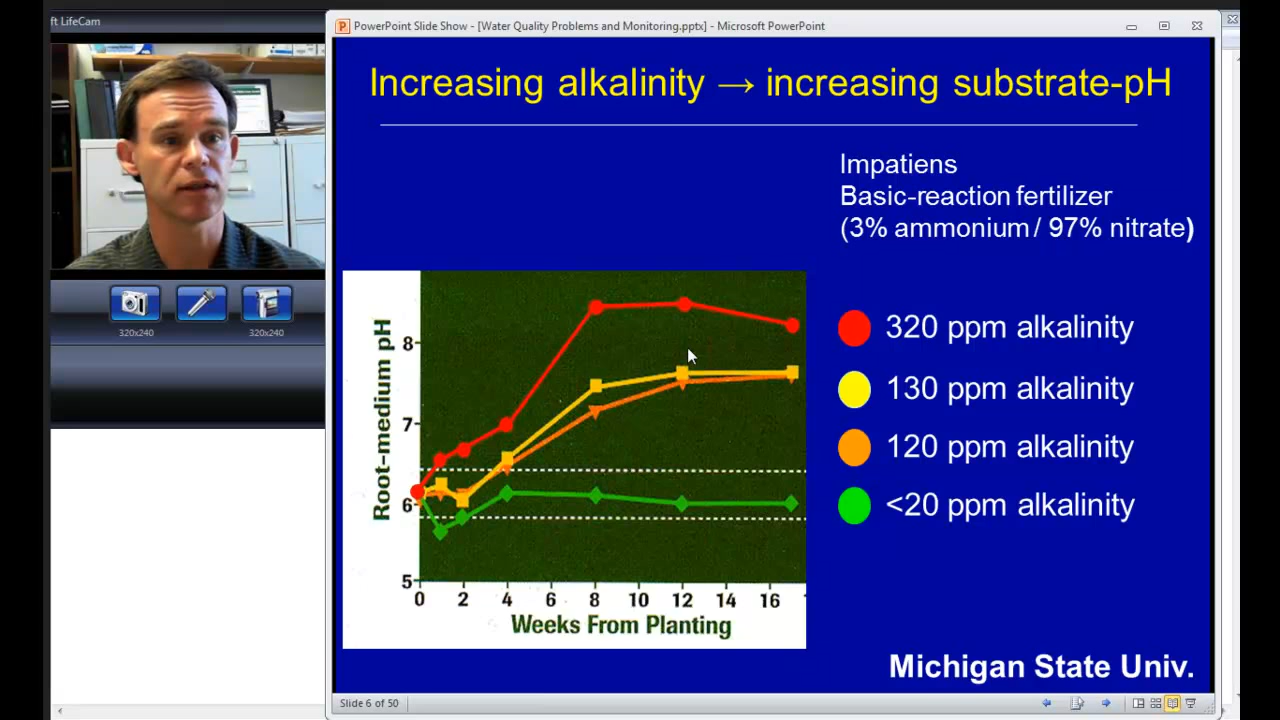 ft LifeCam
PowerPoint Slide Show - [Water Quality Problems and Monitoring.pptx] - Microsoft PowerPoint
Increasing alkalinity → increasing substrate-pH
Impatiens
Basic-reaction fertilizer
(3% ammonium / 97% nitrate)
320x240
320x240
Root-medium pH
8
7
6
5
0 2 4 6 8 10 12 14 16
Weeks From Planting
320 ppm alkalinity
130 ppm alkalinity
120 ppm alkalinity
<20 ppm alkalinity
Michigan State Univ.
Slide 6 of 50